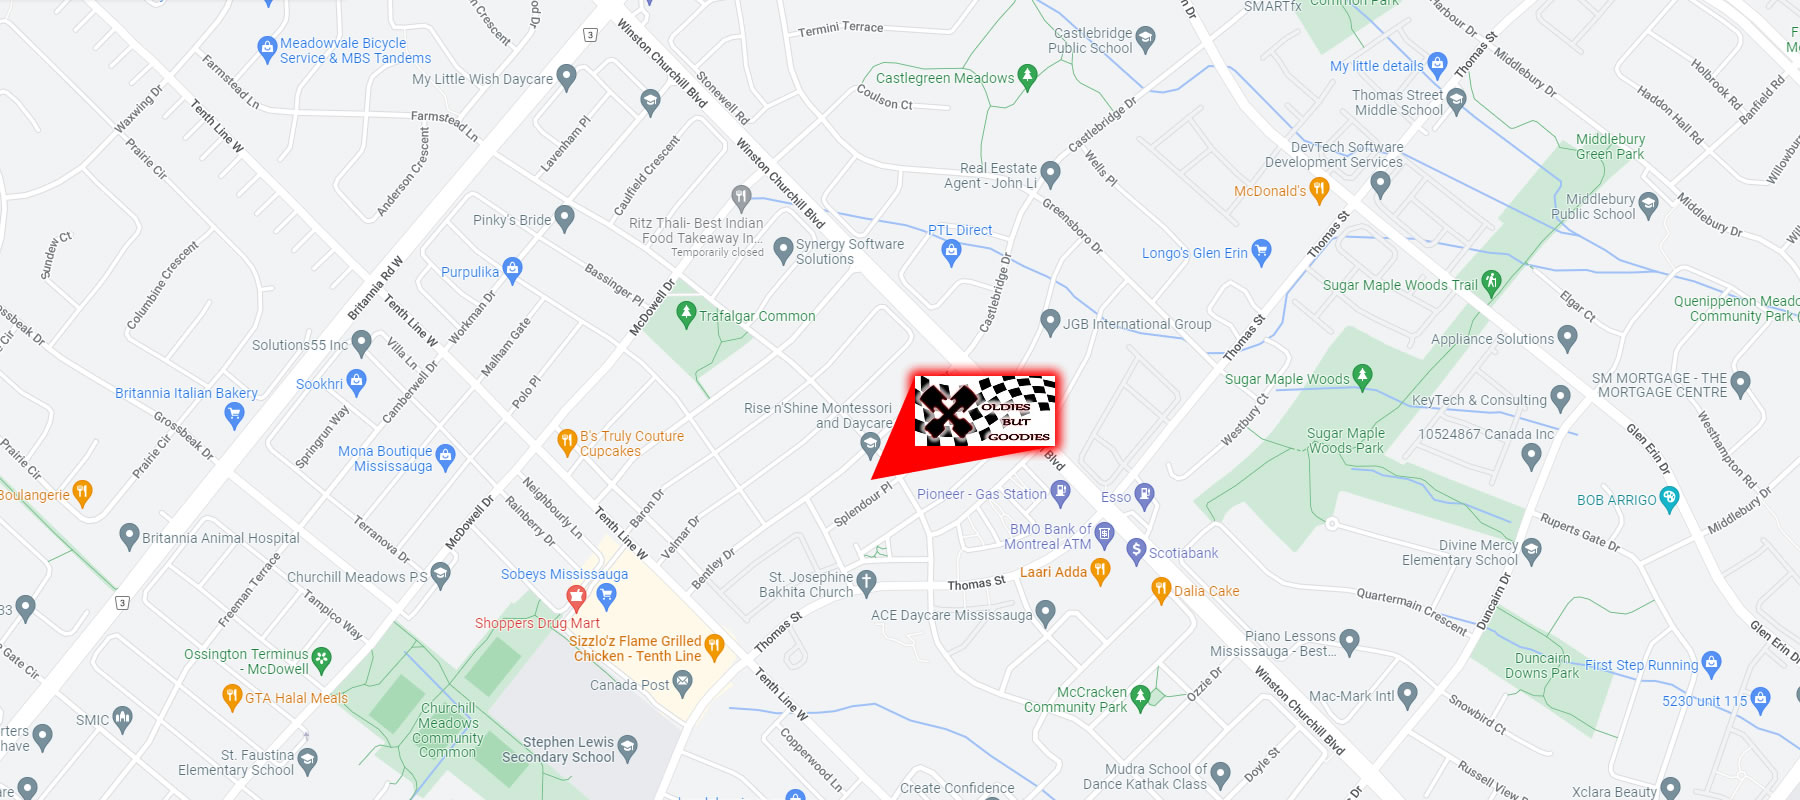 Crescent
od Dr
3
Winston Churchill Blvd
Termini Terrace
Castlebridge
Public School
n Dr
SMARTfx
Common Park
Harbour Dr
Thomas St
Middlebury Dr
Meadowvale Bicycle
Service & MBS Tandems
My Little Wish Daycare
Stonewell Rd
Castlegreen Meadows
Coulson Ct
My little details
Thomas Street
Middle School
Holbrook Rd
Haddon Hall Rd
Banfield Rd
Farmstead Ln
Waxwing Dr
Tenth Line W
Farmstead Ln
Lavenham Pl
Castlebridge Dr
Prairie Cir
Anderson Crescent
Caulfield Crescent
Winston Churchill Blvd
Wells Pl
DevTech Software
Development Services
Middlebury
Green Park
Real Estate
Agent - John Li
McDonald's
Middlebury
Public School
Middlebury Dr
Willowbu
Pinky's Bride
Ritz Thali- Best Indian
Food Takeaway In...
Temporarily closed
Synergy Software
Solutions
PTL Direct
Greensboro Dr
Thomas St
Longo's Glen Erin
Sundew Ct
Columbine Crescent
Britannia Rd W
Purpulika
Bassinger Pl
McDowell Dr
Castlebridge Dr
Sugar Maple Woods Trail
Elgar Ct
Quenippenon Meado
Community Park (
Trafalgar Common
JGB International Group
Thomas St
Appliance Solutions
ossbeak Dr
Tenth Line W
Workman Dr
Malham Gate
Solutions55 Inc
Villa Ln
Camberwell Dr
Sookhri
Britannia Italian Bakery
Polo Pl
Sugar Maple Woods
SM MORTGAGE - THE
MORTGAGE CENTRE
KeyTech & Consulting
OLDIES
BUT
GOODIES
Rise n'Shine Montessori
and Daycare
Westbury Ct
Westhampton Rd
Grossbeak Dr
Springrun Way
Prairie Cir
B's Truly Couture
Cupcakes
Mona Boutique
Mississauga
Sugar Maple
Woods Park
10524867 Canada Inc
Glen Erin Dr
Prairie Cir
Blvd
Boulangerie
McDowell Dr
Neighbourly Ln
Rainberry Dr
Baron Dr
Splendour Pl
Pioneer - Gas Station
Esso
BOB ARRIGO
Middlebury Dr
Terranova Dr
Tenth Line W
Velmar Dr
BMO Bank of
Montreal ATM
Scotiabank
Ruperts Gate Dr
Britannia Animal Hospital
Divine Mercy
Elementary School
Bentley Dr
Churchill Meadows P.S
Sobeys Mississauga
St. Josephine
Bakhita Church
Thomas St
Laari Adda
Dalia Cake
Duncairn Dr
Freeman Terrace
Tampico Way
3
33
Shoppers Drug Mart
ACE Daycare Mississauga
Quartermain Crescent
Glen Erin Dr
Thomas St
Sizzlo'z Flame Grilled
Chicken - Tenth Line
Piano Lessons
Mississauga - Best...
Ossington Terminus
- McDowell
Gate Cir
Duncairn
Downs Park
First Step Running
Canada Post
Tenth Line W
GTA Halal Meals
McCracken
Community Park
Ozzie Dr
Winston Churchill Blvd
Mac-Mark Intl
Snowbird Ct
5230 unit 115
SMIC
Churchill
Meadows
Community
Common
rters
have
Stephen Lewis
Secondary School
Copperwood Ln
St. Faustina
Elementary School
Mudra School of
Dance Kathak Class
Doyle St
Russell View
Create Confidence
Xclara Beauty